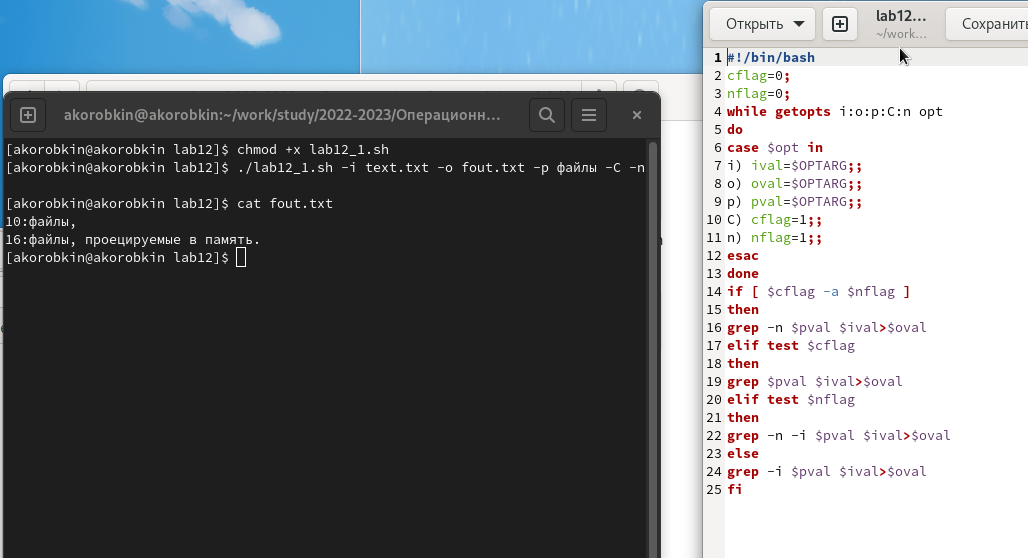 Открыть
lab12...
~/work...
Сохранить
akorobkin@akorobkin:~/work/study/2022-2023/Операционн...
[akorobkin@akorobkin lab12]$ chmod +x lab12_1.sh
[akorobkin@akorobkin lab12]$ ./lab12_1.sh -i text.txt -o fout.txt -p файлы -C -n
[akorobkin@akorobkin lab12]$ cat fout.txt
10:файлы,
16:файлы, проецируемые в память.
[akorobkin@akorobkin lab12]$
1 #!/bin/bash
2 cflag=0;
3 nflag=0;
4 while getopts i:o:p:C:n opt
5 do
6 case $opt in
7 i) ival=$OPTARG;;
8 o) oval=$OPTARG;;
9 p) pval=$OPTARG;;
10 C) cflag=1;;
11 n) nflag=1;;
12 esac
13 done
14 if [ $cflag -a $nflag ]
15 then
16 grep -n $pval $ival>$oval
17 elif test $cflag
18 then
19 grep $pval $ival>$oval
20 elif test $nflag
21 then
22 grep -n -i $pval $ival>$oval
23 else
24 grep -i $pval $ival>$oval
25 fi